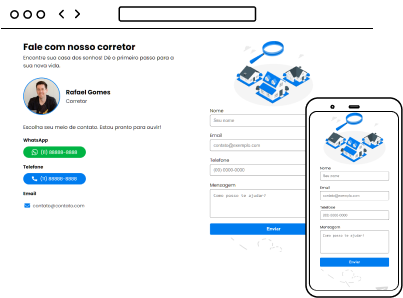 Fale com nosso corretor
Encontre sua casa dos sonhos! Dê o primeiro passo para a
sua nova vida.
Rafael Gomes
Corretor
Escolha seu meio de contato. Estou pronto para ouvir!
WhatsApp
(11) 88888-8888
Telefone
(11) 88888-8888
Email
contato@contato.com
Nome
Seu nome
Email
contato@exemplo.com
Telefone
(00) 0000-0000
Mensagem
Como posso te ajudar?
Enviar
Nome
Seu nome
Email
contato@exemplo.com
Telefone
(00) 0000-0000
Mensagem
Como posso te ajudar?
Enviar